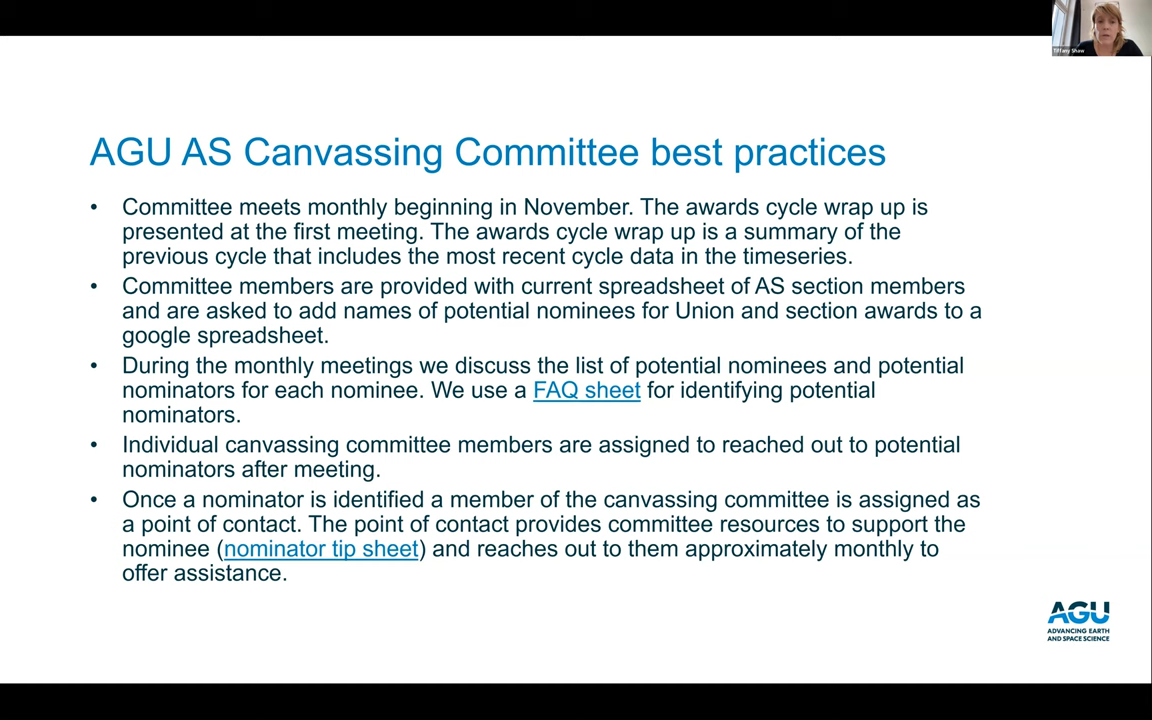 Tiffany Shaw
AGU AS Canvassing Committee best practices
• Committee meets monthly beginning in November. The awards cycle wrap up is
presented at the first meeting. The awards cycle wrap up is a summary of the
previous cycle that includes the most recent cycle data in the timeseries.
• Committee members are provided with current spreadsheet of AS section members
and are asked to add names of potential nominees for Union and section awards to a
google spreadsheet.
• During the monthly meetings we discuss the list of potential nominees and potential
nominators for each nominee. We use a FAQ sheet for identifying potential
nominators.
• Individual canvassing committee members are assigned to reached out to potential
nominators after meeting.
• Once a nominator is identified a member of the canvassing committee is assigned as
a point of contact. The point of contact provides committee resources to support the
nominee (nominator tip sheet) and reaches out to them approximately monthly to
offer assistance.
AGU
ADVANCING EARTH
AND SPACE SCIENCE